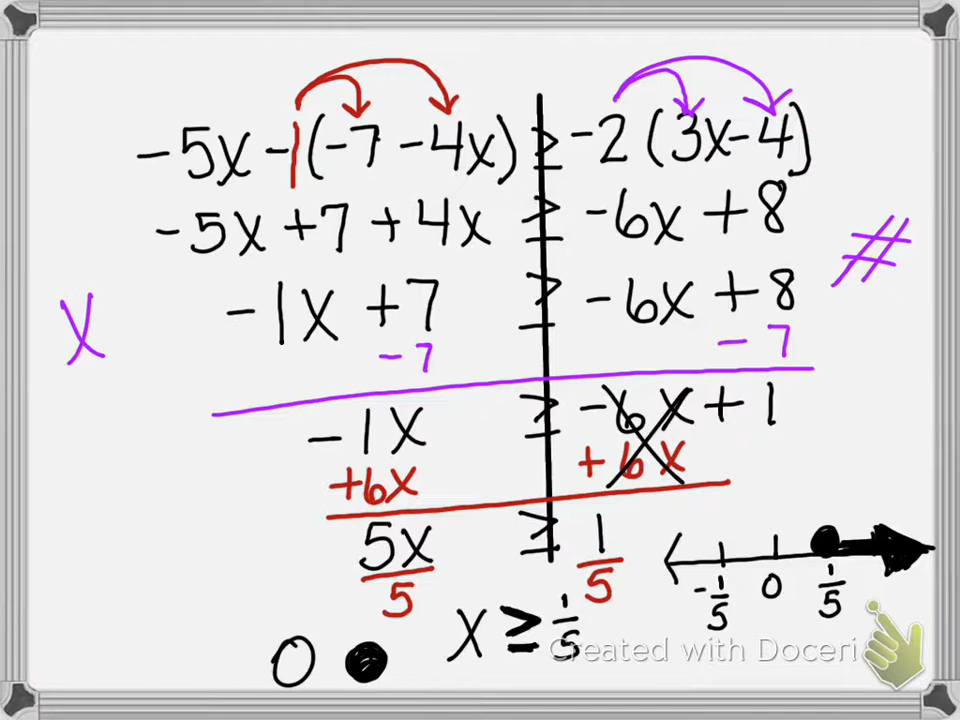 -5x -1(-7 -4x) ≥ -2(3x-4)
-5x +7 +4x ≥ -6x +8
#
x
-1x +7 ≥ -6x +8
-7 -7
-1x ≥ -6x +1
+6x +6x
5x ≥ 1
5 5
-1/5 0 1/5
x ≥ 1/5
Created with Doceri